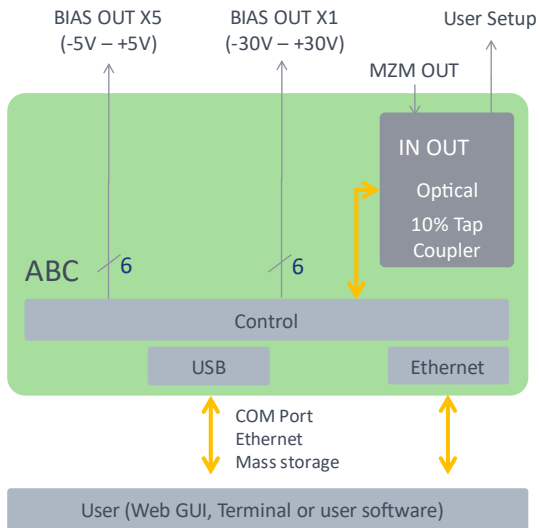 BIAS OUT X5
(-5V – +5V)
BIAS OUT X1
(-30V – +30V)
User Setup
MZM OUT
IN OUT
Optical
10% Tap
Coupler
ABC
6
6
Control
USB
Ethernet
COM Port
Ethernet
Mass storage
User (Web GUI, Terminal or user software)